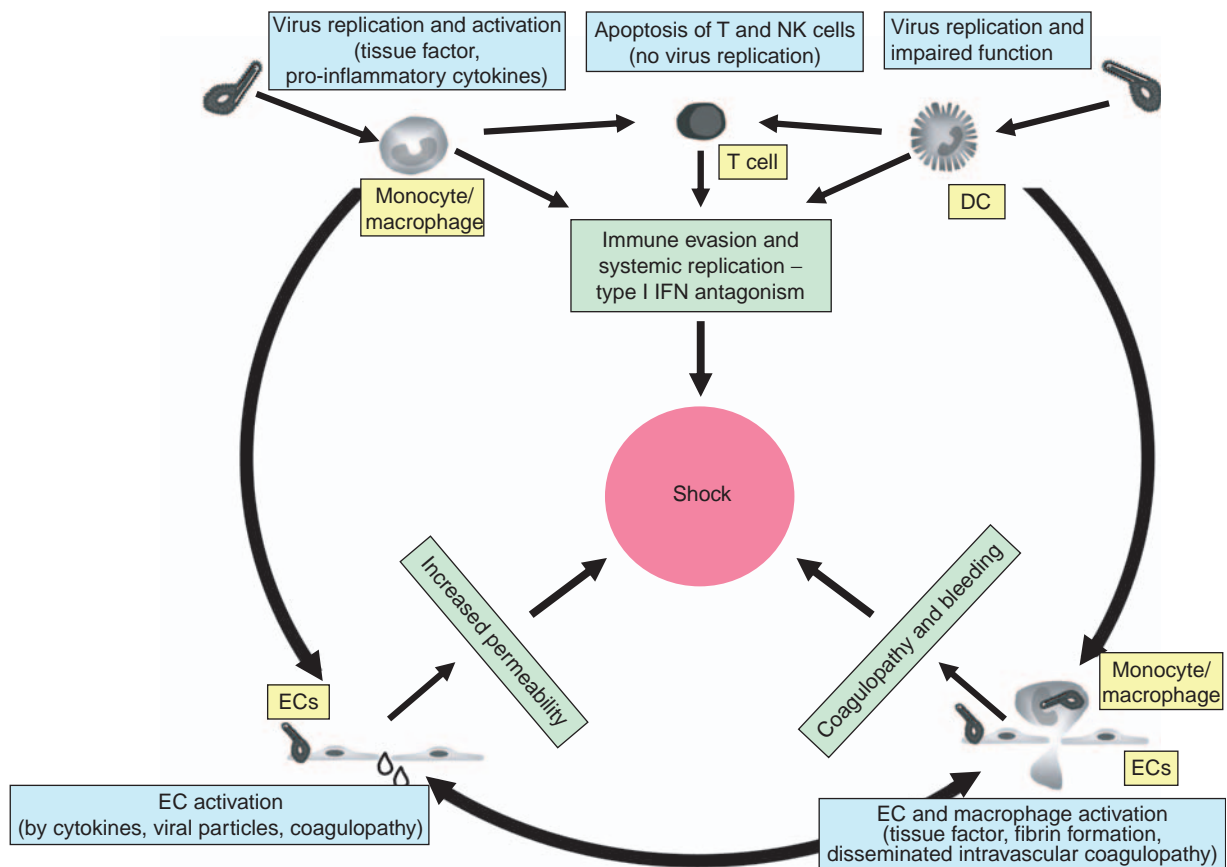 Virus replication and activation
(tissue factor,
pro-inflammatory cytokines)
Apoptosis of T and NK cells
(no virus replication)
Virus replication and
impaired function
T cell
Monocyte/
macrophage
DC
Immune evasion and
systemic replication –
type I IFN antagonism
Shock
Increased permeability
Coagulopathy and bleeding
ECs
Monocyte/
macrophage
ECs
EC activation
(by cytokines, viral particles, coagulopathy)
EC and macrophage activation
(tissue factor, fibrin formation,
disseminated intravascular coagulopathy)